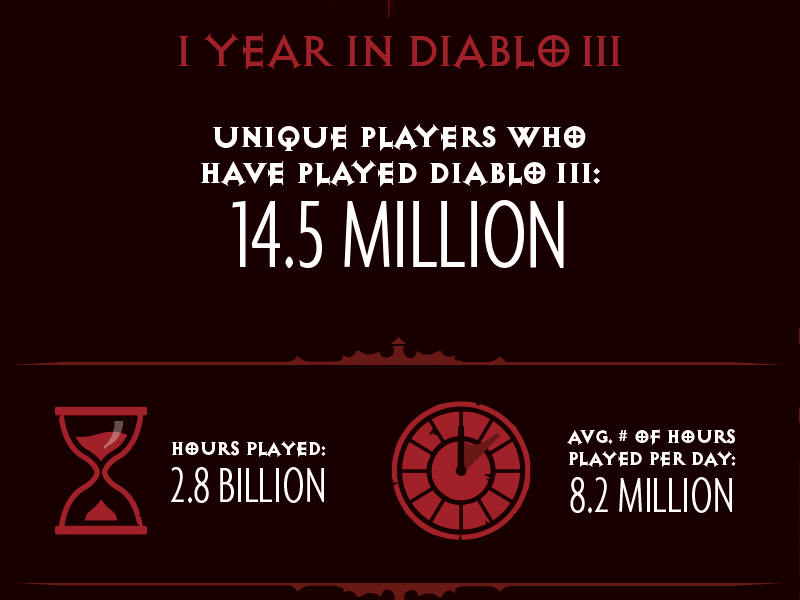 I YEAR IN DIABLO III
UNIQUE PLAYERS WHO
HAVE PLAYED DIABLO III:
14.5 MILLION
HOURS PLAYED:
2.8 BILLION
AVG. # OF HOURS
PLAYED PER DAY:
8.2 MILLION